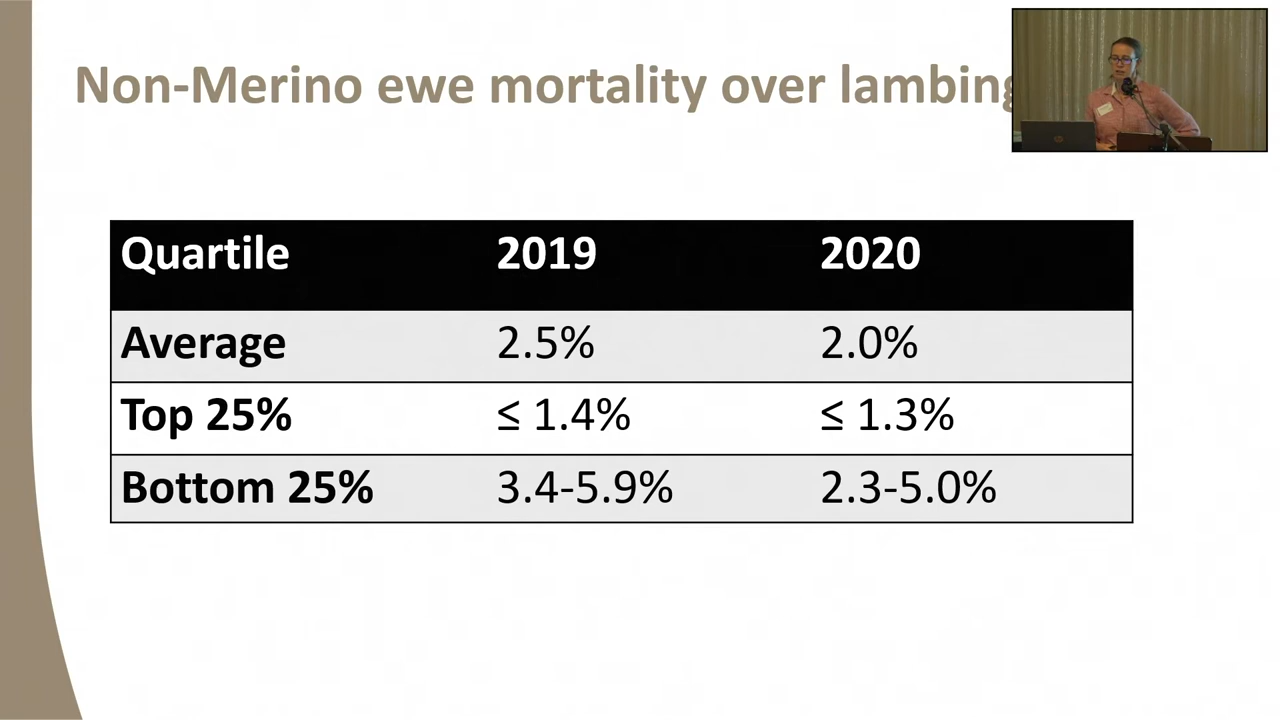 Non-Merino ewe mortality over lambing
Quartile 2019 2020
Average 2.5% 2.0%
Top 25% ≤ 1.4% ≤ 1.3%
Bottom 25% 3.4-5.9% 2.3-5.0%